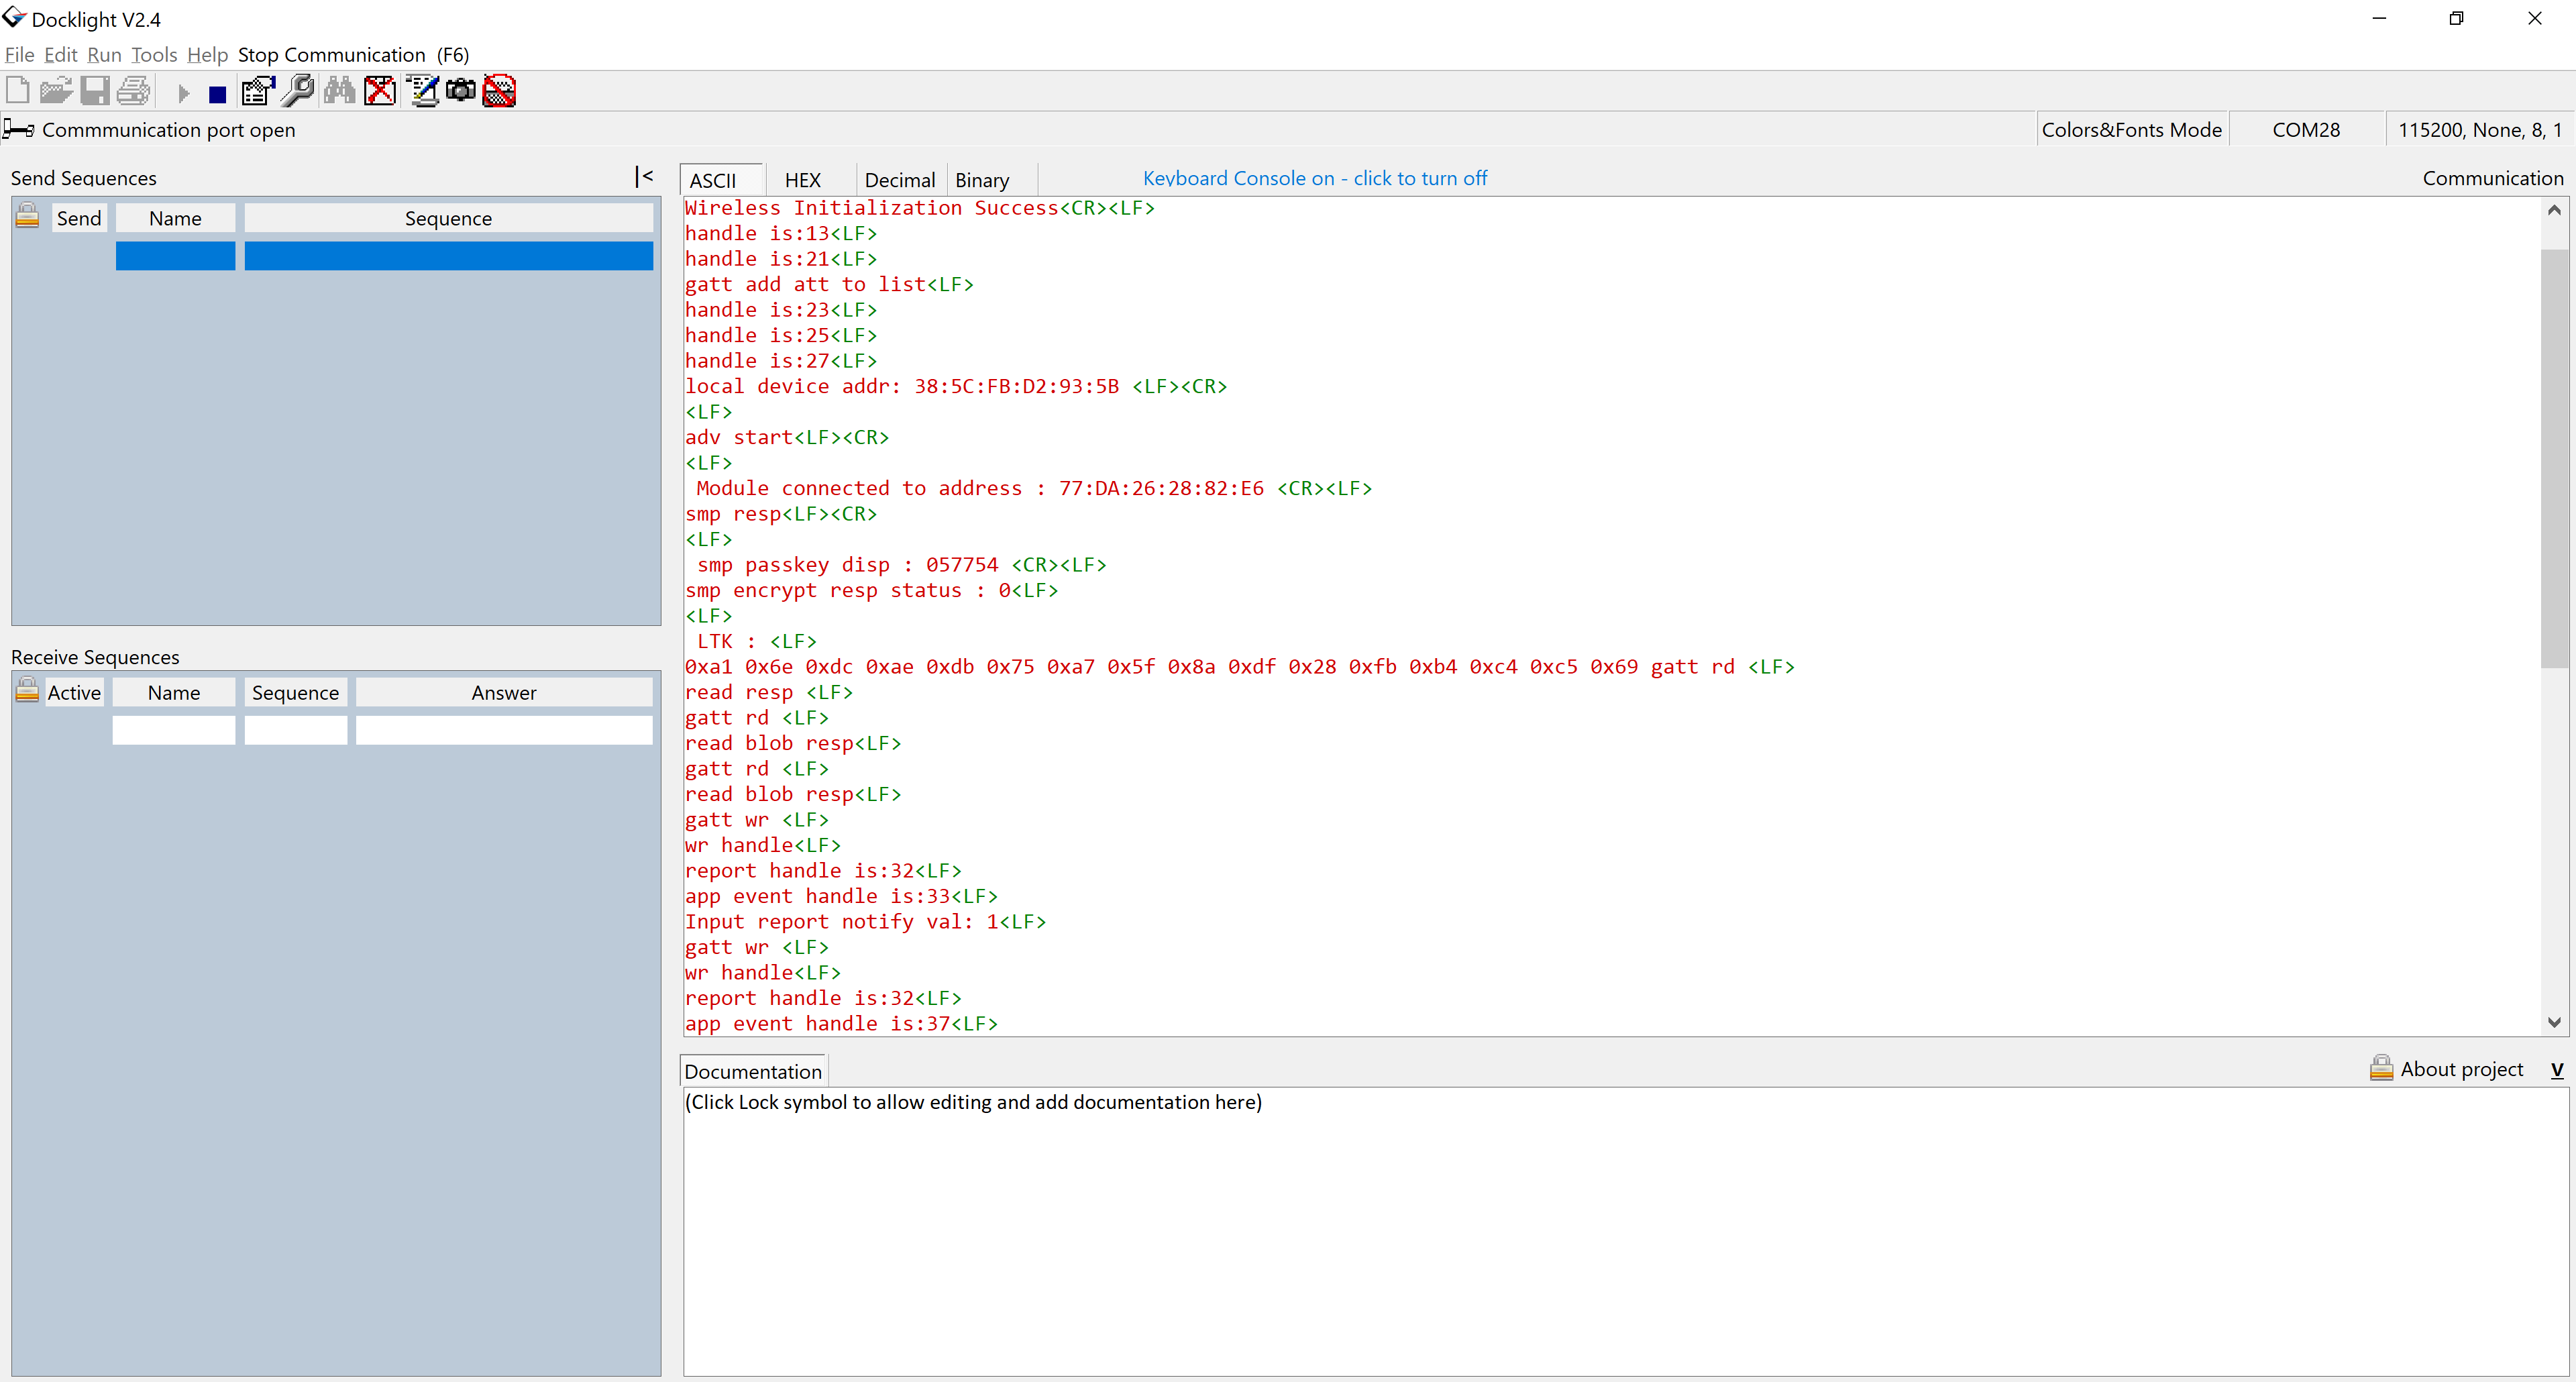 Docklight V2.4
File Edit Run Tools Help Stop Communication (F6)
Commmunication port open
Colors&Fonts Mode
COM28
115200, None, 8, 1
Send Sequences
|<
Send Name Sequence
Receive Sequences
Active Name Sequence Answer
ASCII HEX Decimal Binary
Keyboard Console on - click to turn off
Communication
Wireless Initialization Success<CR><LF>
handle is:13<LF>
handle is:21<LF>
gatt add att to list<LF>
handle is:23<LF>
handle is:25<LF>
handle is:27<LF>
local device addr: 38:5C:FB:D2:93:5B <LF><CR>
<LF>
adv start<LF><CR>
<LF>
Module connected to address : 77:DA:26:28:82:E6 <CR><LF>
smp resp<LF><CR>
<LF>
smp passkey disp : 057754 <CR><LF>
smp encrypt resp status : 0<LF>
<LF>
LTK : <LF>
0xa1 0x6e 0xdc 0xae 0xdb 0x75 0xa7 0x5f 0x8a 0xdf 0x28 0xfb 0xb4 0xc4 0xc5 0x69 gatt rd <LF>
read resp <LF>
gatt rd <LF>
read blob resp<LF>
gatt rd <LF>
read blob resp<LF>
gatt wr <LF>
wr handle<LF>
report handle is:32<LF>
app event handle is:33<LF>
Input report notify val: 1<LF>
gatt wr <LF>
wr handle<LF>
report handle is:32<LF>
app event handle is:37<LF>
Documentation
About project
V
(Click Lock symbol to allow editing and add documentation here)